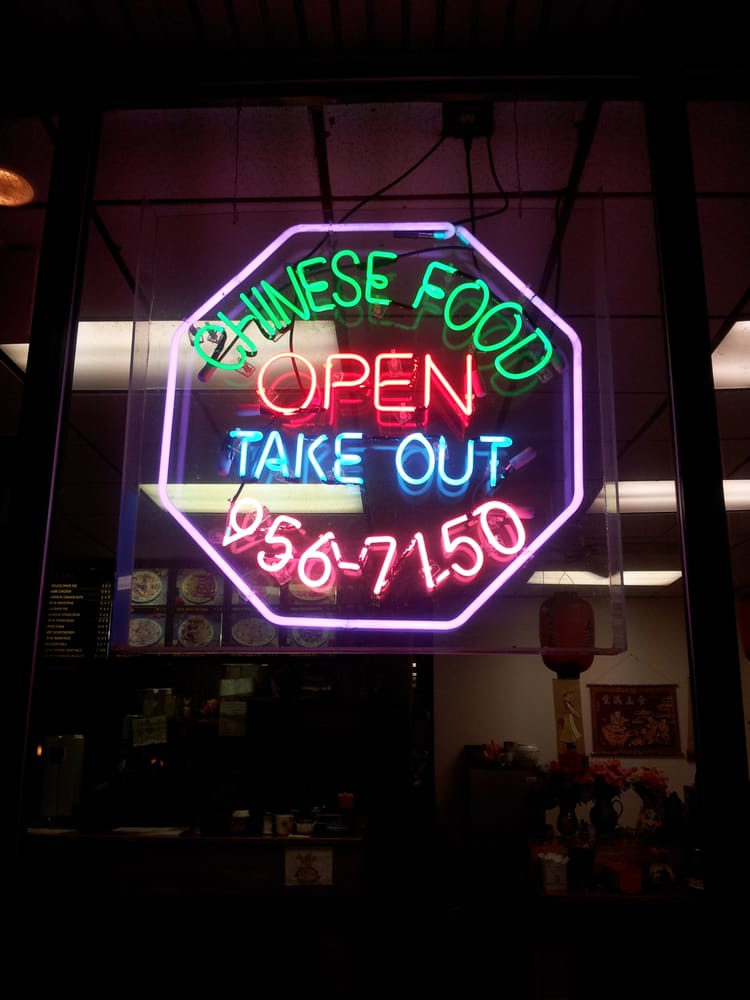 CHINESE FOOD
OPEN
TAKE OUT
956-7150